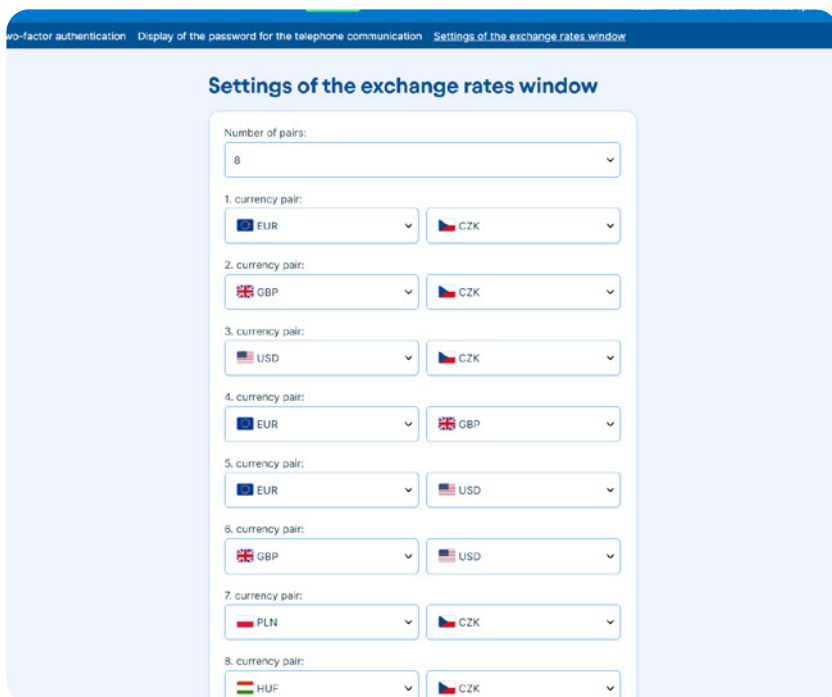 wo-factor authentication Display of the password for the telephone communication Settings of the exchange rates window
Settings of the exchange rates window
Number of pairs:
8
1. currency pair:
EUR CZK
2. currency pair:
GBP CZK
3. currency pair:
USD CZK
4. currency pair:
EUR GBP
5. currency pair:
EUR USD
6. currency pair:
GBP USD
7. currency pair:
PLN CZK
8. currency pair:
HUF CZK